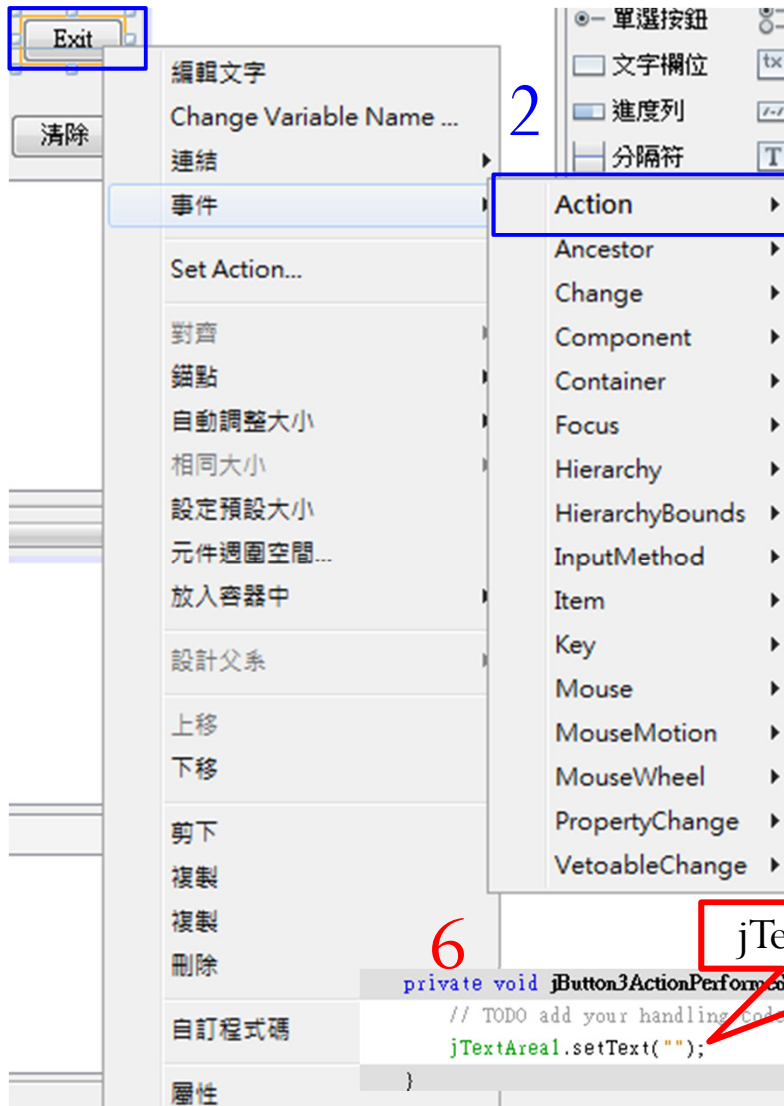 Exit
清除
編輯文字
Change Variable Name ...
連結
事件
Set Action...
對齊
錨點
自動調整大小
相同大小
設定預設大小
元件週圍空間...
放入容器中
設計父系
上移
下移
剪下
複製
複製
刪除
自訂程式碼
屬性
2
單選按鈕
文字欄位
tx
進度列
分隔符
T
Action
Ancestor
Change
Component
Container
Focus
Hierarchy
HierarchyBounds
InputMethod
Item
Key
Mouse
MouseMotion
MouseWheel
PropertyChange
VetoableChange
6
jTe
private void jButton3ActionPerformed
// TODO add your handling code
jTextArea1.setText("");
}